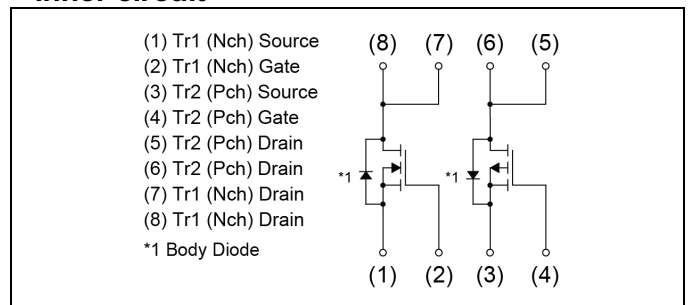 (1) Tr1 (Nch) Source
(2) Tr1 (Nch) Gate
(3) Tr2 (Pch) Source
(4) Tr2 (Pch) Gate
(5) Tr2 (Pch) Drain
(6) Tr2 (Pch) Drain
(7) Tr1 (Nch) Drain
(8) Tr1 (Nch) Drain
*1 Body Diode
(8) (7) (6) (5)
*1 *1
(1) (2) (3) (4)